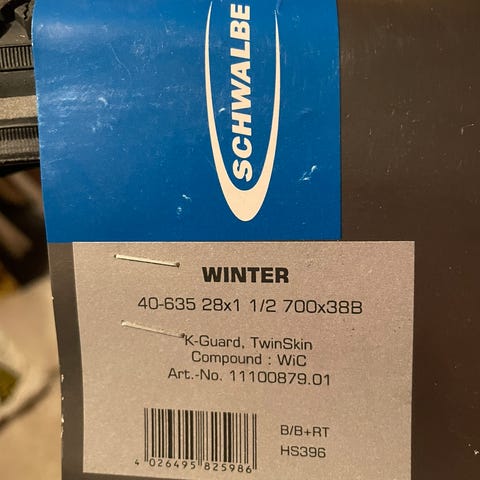 SCHWALBE
WINTER
40-635 28x1 1/2 700x38B
K-Guard, TwinSkin
Compound : WiC
Art.-No. 11100879.01
B/B+RT
HS396
4 026495 825986